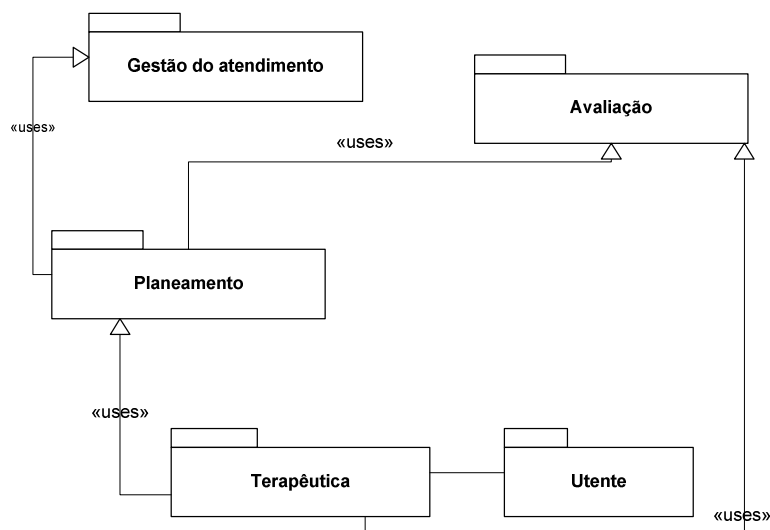 Gestão do atendimento
Avaliação
«uses»
«uses»
Planeamento
«uses»
Terapêutica
Utente
«uses»